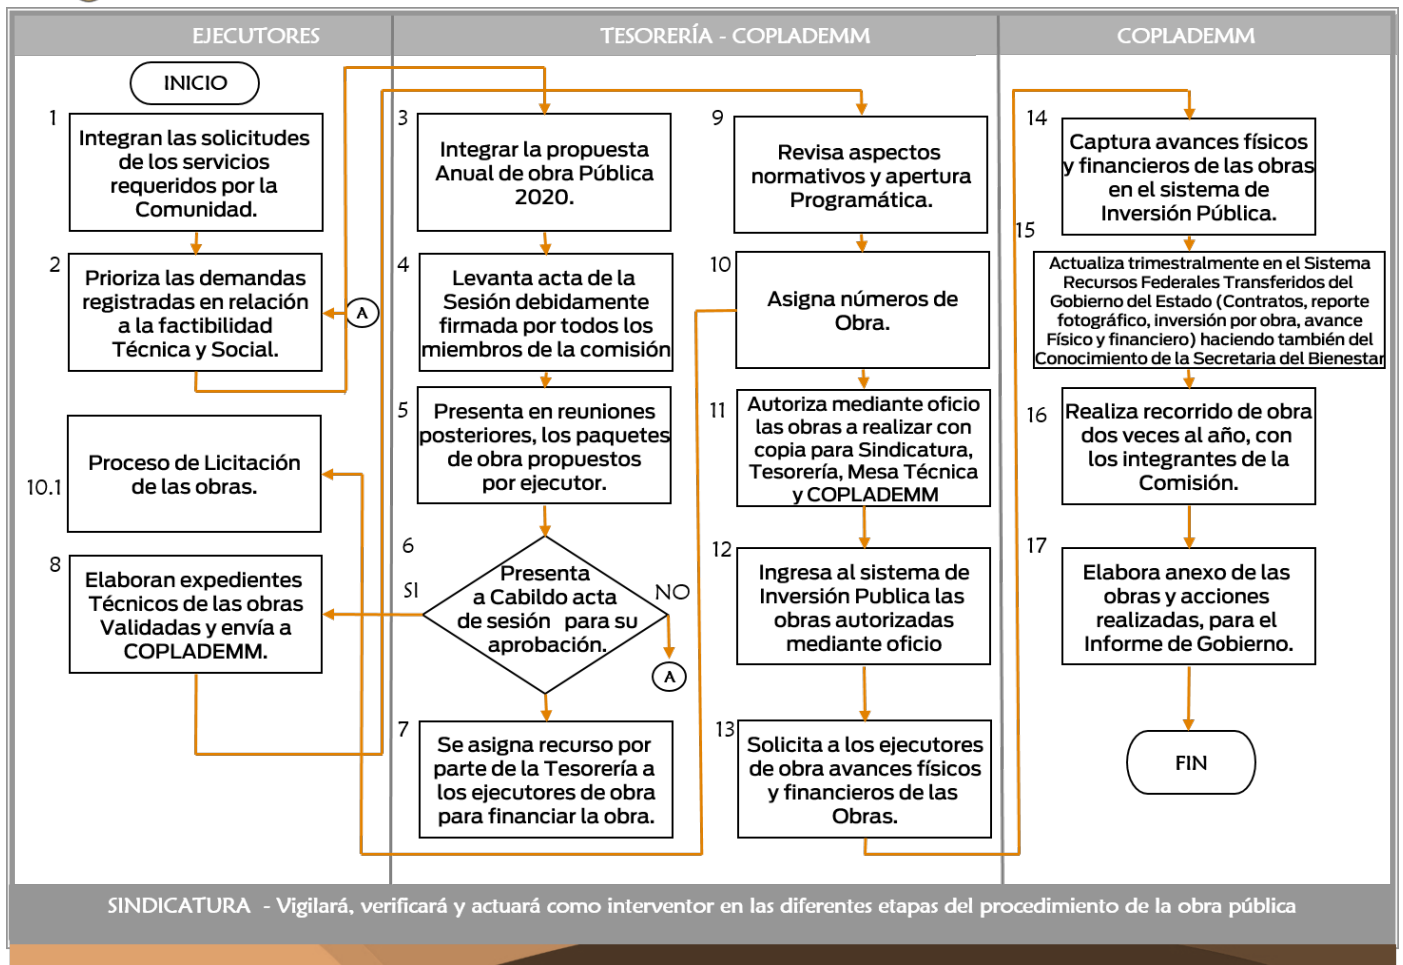 EJECUTORES
TESORERÍA - COPLADEMM
COPLADEMM
INICIO
1
Integran las solicitudes
de los servicios
requeridos por la
Comunidad.
2
Prioriza las demandas
registradas en relación
a la factibilidad
Técnica y Social.
A
10.1
Proceso de Licitación
de las obras.
8
Elaboran expedientes
Técnicos de las obras
Validadas y envía a
COPLADEMM.
3
Integrar la propuesta
Anual de obra Pública
2020.
4
Levanta acta de la
Sesión debidamente
firmada por todos los
miembros de la comisión
5
Presenta en reuniones
posteriores, los paquetes
de obra propuestos
por ejecutor.
6
SI
NO
Presenta
a Cabildo acta
de sesión para su
aprobación.
A
7
Se asigna recurso por
parte de la Tesorería a
los ejecutores de obra
para financiar la obra.
9
Revisa aspectos
normativos y apertura
Programática.
10
Asigna números de
Obra.
11
Autoriza mediante oficio
las obras a realizar con
copia para Sindicatura,
Tesorería, Mesa Técnica
y COPLADEMM
12
Ingresa al sistema de
Inversión Publica las
obras autorizadas
mediante oficio
13
Solicita a los ejecutores
de obra avances físicos
y financieros de las
Obras.
14
Captura avances físicos
y financieros de las obras
en el sistema de
Inversión Pública.
15
Actualiza trimestralmente en el Sistema
Recursos Federales Transferidos del
Gobierno del Estado (Contratos, reporte
fotográfico, inversión por obra, avance
Físico y financiero) haciendo también del
Conocimiento de la Secretaria del Bienestar
16
Realiza recorrido de obra
dos veces al año, con
los integrantes de la
Comisión.
17
Elabora anexo de las
obras y acciones
realizadas, para el
Informe de Gobierno.
FIN
SINDICATURA - Vigilará, verificará y actuará como interventor en las diferentes etapas del procedimiento de la obra pública